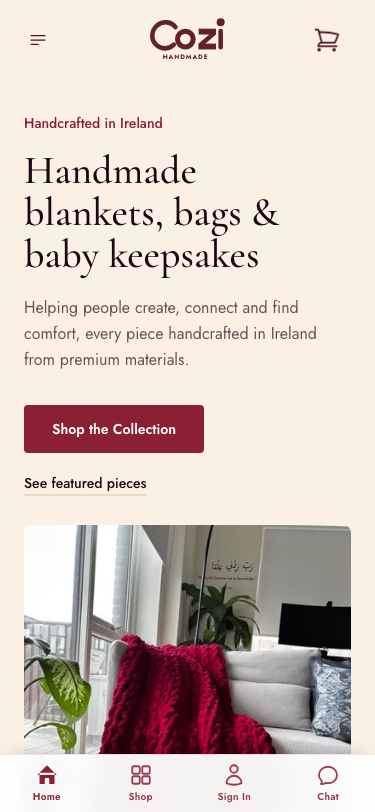 Cozi
HANDMADE
Handcrafted in Ireland
Handmade
blankets, bags &
baby keepsakes
Helping people create, connect and find
comfort, every piece handcrafted in Ireland
from premium materials.
Shop the Collection
See featured pieces
رَّبِّ زِدْنِي عِلْمًا
Home
Shop
Sign In
Chat